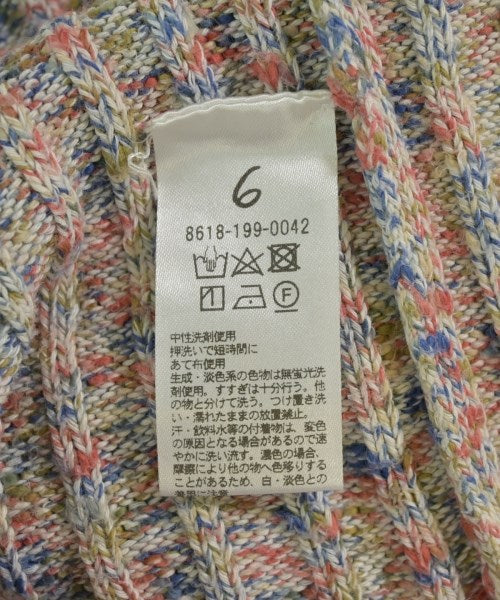 6
8618-199-0042
F
中性洗剤使用
押洗いで短時間に
あて布使用
生成・淡色系の色物は無蛍光洗
剤使用。すすぎは十分行う。他
の物と分けて洗う。つけ置き洗
い・濡れたままの放置禁止。
汗・飲料水等の付着物は、変色
の原因となる場合があるので速
やかに洗い流す。濃色の場合、
摩擦により他の物へ色移りする
ことがあるため、白・淡色との
着用に注意